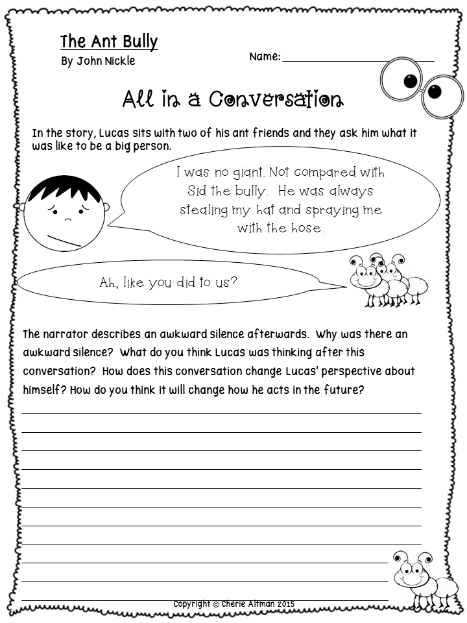 The Ant Bully
By John Nickle
Name:
All in a Conversation
In the story, Lucas sits with two of his ant friends and they ask him what it
was like to be a big person.
I was no giant. Not compared with
Sid the bully. He was always
stealing my hat and spraying me
with the hose.
Ah, like you did to us?
The narrator describes an awkward silence afterwards. Why was there an
awkward silence? What do you think Lucas was thinking after this
conversation? How does this conversation change Lucas' perspective about
himself? How do you think it will change how he acts in the future?
Copyright © Cherie Altman 2015